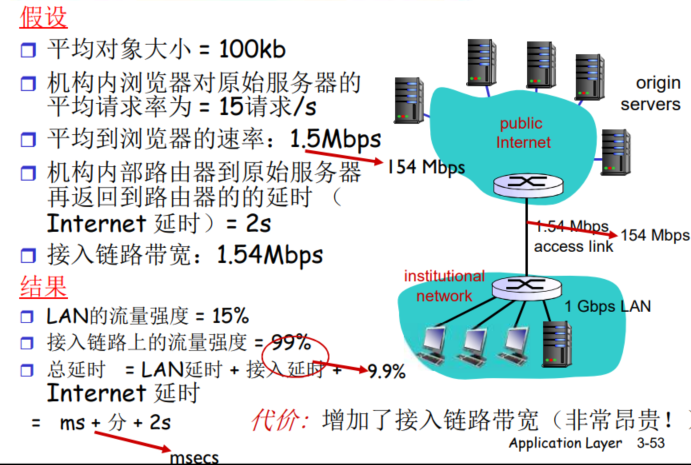 假设
平均对象大小 = 100kb
机构内浏览器对原始服务器的
平均请求率为 = 15请求/s
平均到浏览器的速率：1.5Mbps
154 Mbps
机构内部路由器到原始服务器
再返回到路由器的的延时 （
Internet 延时）= 2s
接入链路带宽：1.54Mbps
结果
LAN的流量强度 = 15%
接入链路上的流量强度 = 99%
总延时 = LAN延时 + 接入延时 +
9.9%
Internet 延时
= ms + 分 + 2s
msecs
origin
servers
public
Internet
1.54 Mbps
access link
154 Mbps
institutional
network
1 Gbps LAN
代价：增加了接入链路带宽（非常昂贵！）
Application Layer 3-53